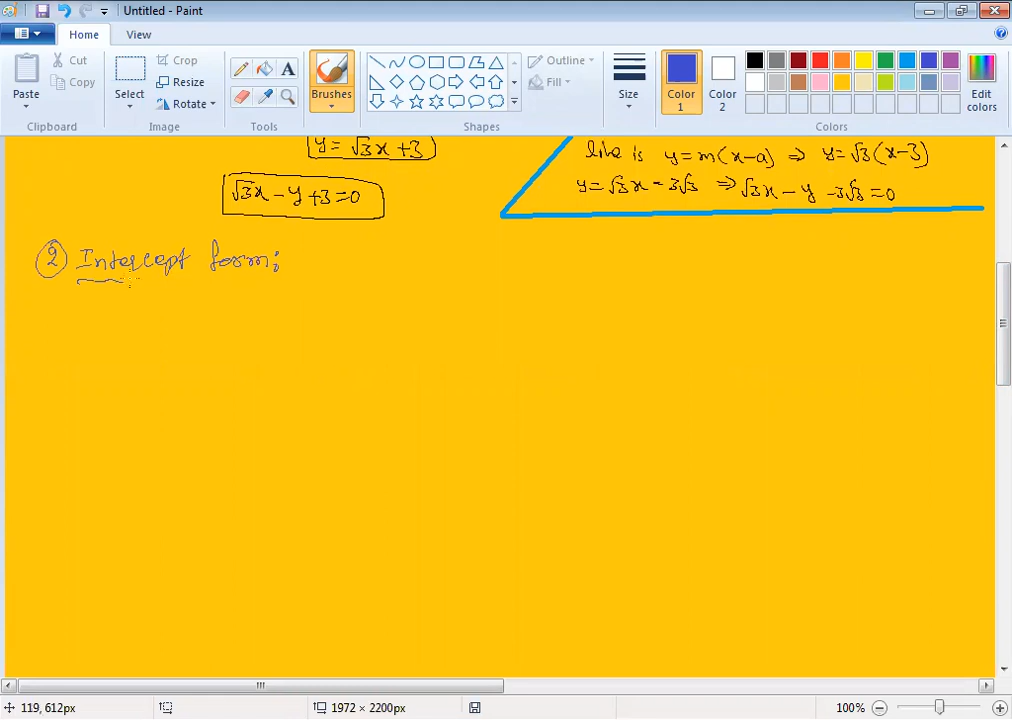 Untitled - Paint
Home View
Paste
Cut
Copy
Clipboard
Select
Crop
Resize
Rotate
Image
A
Tools
Brushes
Shapes
Outline
Fill
Size
Color 1
Color 2
Edit colors
Colors
y = √3x + 3
√3x - y + 3 = 0
line is y = m(x-a) ⇒ y = √3(x-3)
y = √3x - 3√3 ⇒ √3x - y - 3√3 = 0
② Intercept form;
119, 612px
1972 × 2200px
100%